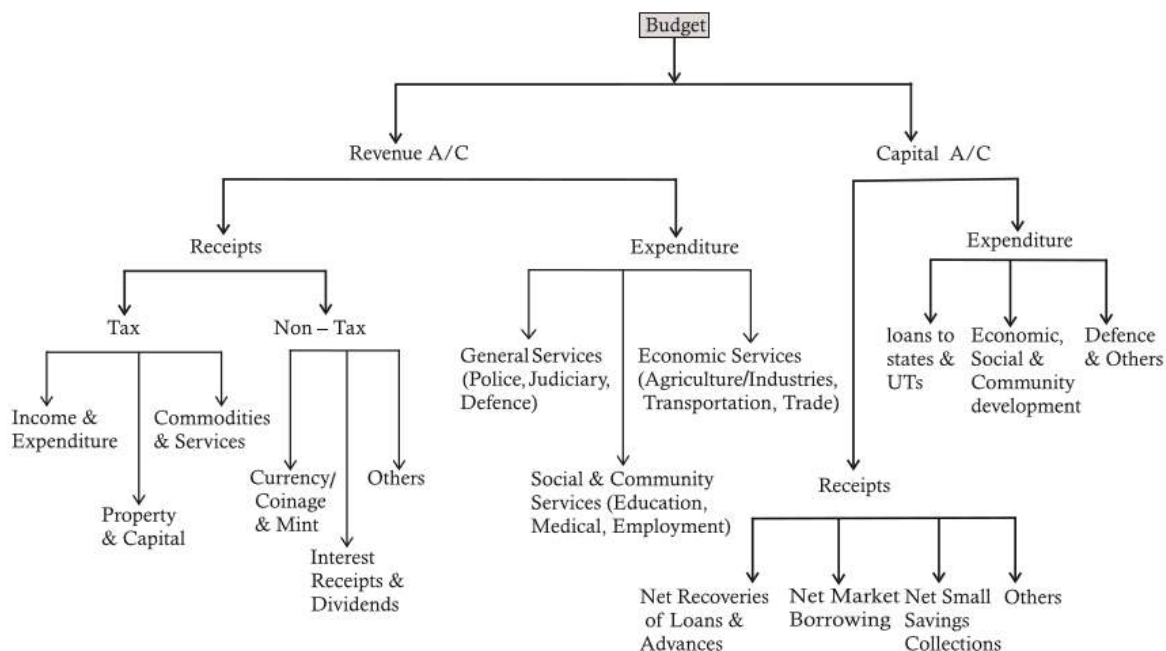 Budget
Revenue A/C
Capital A/C
Receipts
Expenditure
Expenditure
Tax
Non – Tax
General Services
(Police, Judiciary,
Defence)
Economic Services
(Agriculture/Industries,
Transportation, Trade)
loans to
states &
UTs
Economic,
Social &
Community
development
Defence
& Others
Income &
Expenditure
Commodities
& Services
Property
& Capital
Currency/
Coinage
& Mint
Others
Interest
Receipts &
Dividends
Social & Community
Services (Education,
Medical, Employment)
Receipts
Net Recoveries
of Loans &
Advances
Net Market
Borrowing
Net Small
Savings
Collections
Others